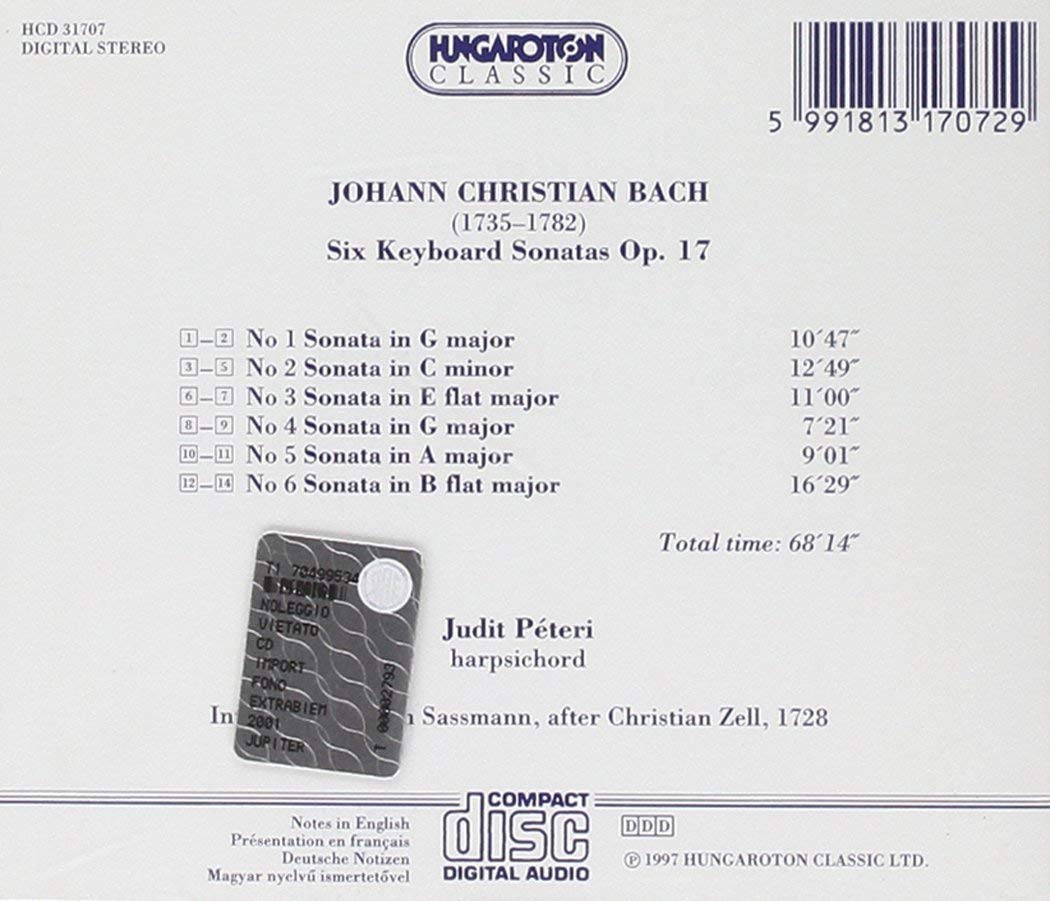 HCD 31707
DIGITAL STEREO
HUNGAROTON
CLASSIC
5 991813 170729
JOHANN CHRISTIAN BACH
(1735–1782)
Six Keyboard Sonatas Op. 17
1–2 No 1 Sonata in G major 10´47˝
3–5 No 2 Sonata in C minor 12´49˝
6–7 No 3 Sonata in E flat major 11´00˝
8–9 No 4 Sonata in G major 7´21˝
10–11 No 5 Sonata in A major 9´01˝
12–14 No 6 Sonata in B flat major 16´29˝
Total time: 68´14˝
T1 70499534
NOLEGGIO
VIETATO
CD
IMPORT
FONO
EXTRABIEM
2001
JUPITER
T 00602793
Judit Péteri
harpsichord
Sassmann, after Christian Zell, 1728
Notes in English
Présentation en français
Deutsche Notizen
Magyar nyelvű ismertetővel
COMPACT
disc
DIGITAL AUDIO
DDD
Ⓟ 1997 HUNGAROTON CLASSIC LTD.